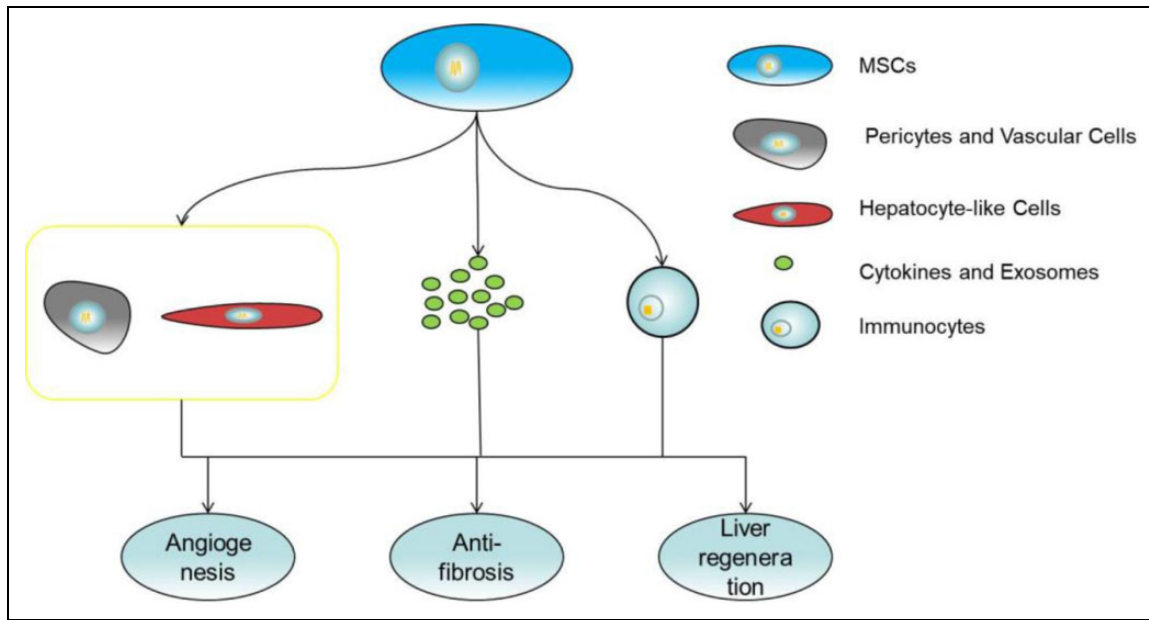 MSCs
Pericytes and Vascular Cells
Hepatocyte-like Cells
Cytokines and Exosomes
Immunocytes
Angioge
nesis
Anti-
fibrosis
Liver
regenera
tion